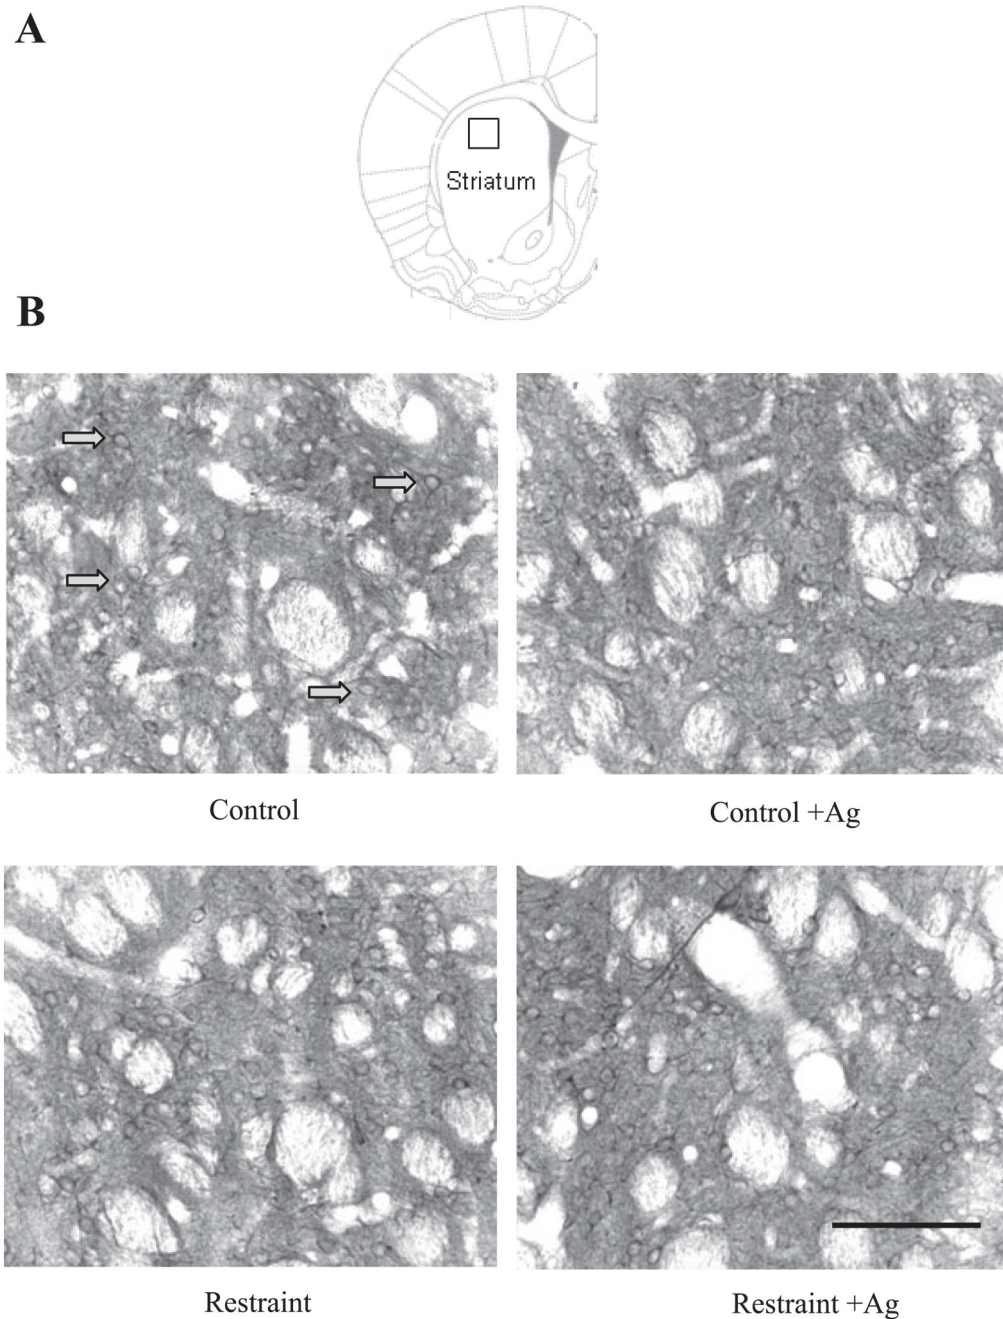 A
Striatum
B
Control
Control +Ag
Restraint
Restraint +Ag